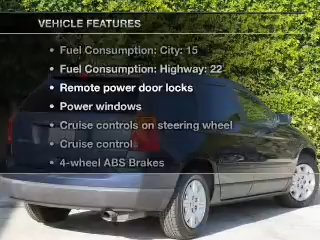 VEHICLE FEATURES
• Fuel Consumption: City: 15
• Fuel Consumption: Highway: 22
• Remote power door locks
• Power windows
• Cruise controls on steering wheel
• Cruise control
• 4-wheel ABS Brakes